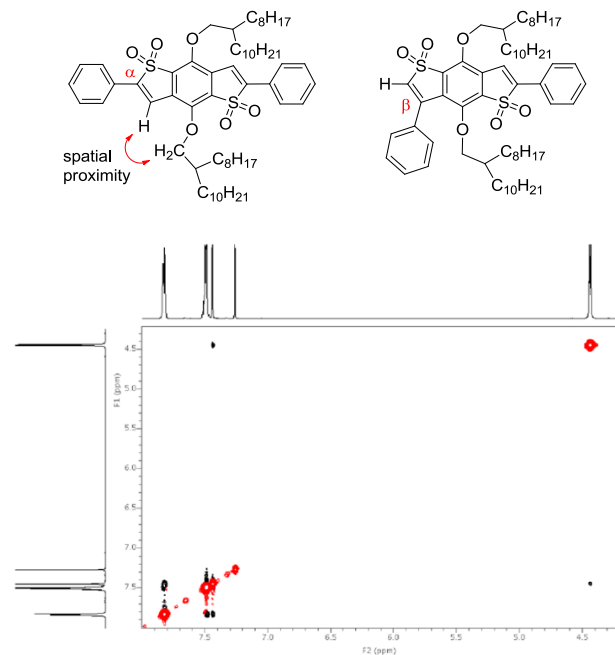 C8H17
O
C10H21
O
O
S
α
S
O
O
H
O
H2C
C8H17
C10H21
spatial
proximity
C8H17
O
C10H21
O
O
S
H
β
S
O
O
O
C8H17
C10H21
4.5
5.0
5.5
6.0
6.5
7.0
7.5
F1 (ppm)
7.5 7.0 6.5 6.0 5.5 5.0 4.5
F2 (ppm)